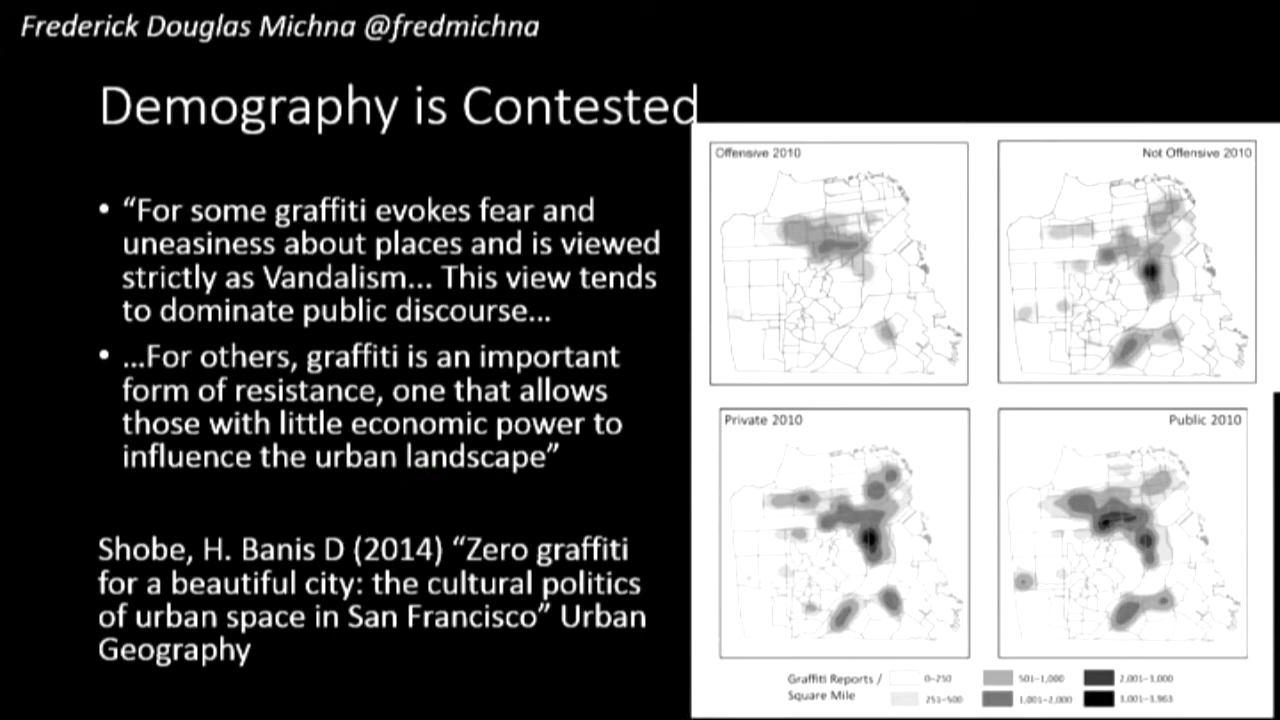 Frederick Douglas Michna @fredmichna
Demography is Contested
• “For some graffiti evokes fear and
uneasiness about places and is viewed
strictly as Vandalism... This view tends
to dominate public discourse...
• ...For others, graffiti is an important
form of resistance, one that allows
those with little economic power to
influence the urban landscape”
Shobe, H. Banis D (2014) “Zero graffiti
for a beautiful city: the cultural politics
of urban space in San Francisco” Urban
Geography
Offensive 2010
Not Offensive 2010
Private 2010
Public 2010
Graffiti Reports /
Square Mile
0-250
501-1,000
2,001-3,000
251-500
1,001-2,000
3,001-3,963